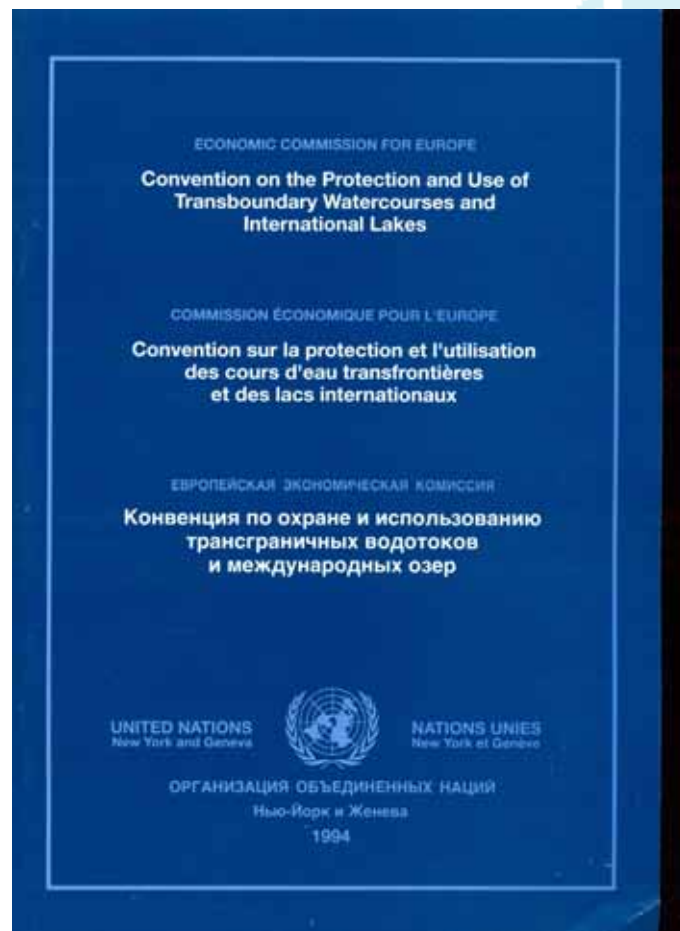 ECONOMIC COMMISSION FOR EUROPE
Convention on the Protection and Use of
Transboundary Watercourses and
International Lakes
COMMISSION ÉCONOMIQUE POUR L'EUROPE
Convention sur la protection et l'utilisation
des cours d'eau transfrontières
et des lacs internationaux
ЕВРОПЕЙСКАЯ ЭКОНОМИЧЕСКАЯ КОМИССИЯ
Конвенция по охране и использованию
трансграничных водотоков
и международных озер
UNITED NATIONS
New York and Geneva
NATIONS UNIES
New York et Genève
ОРГАНИЗАЦИЯ ОБЪЕДИНЕННЫХ НАЦИЙ
Нью-Йорк и Женева
1994